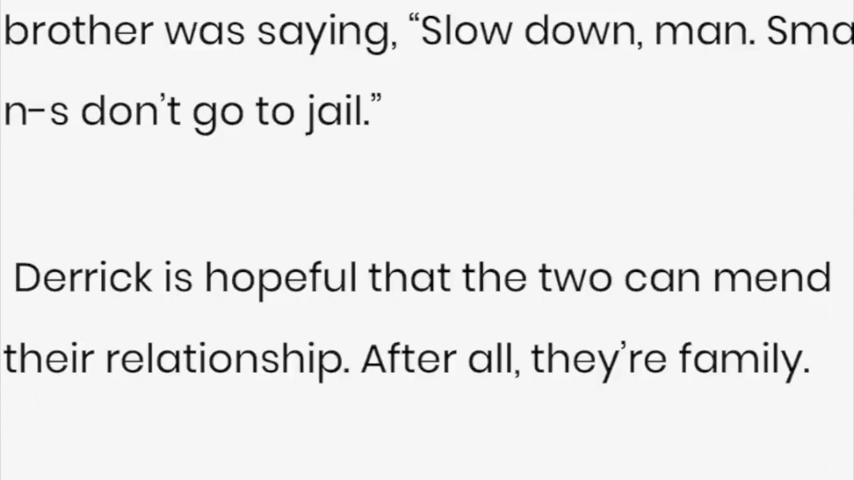 brother was saying, “Slow down, man. Sma
n-s don’t go to jail.”
Derrick is hopeful that the two can mend
their relationship. After all, they’re family.